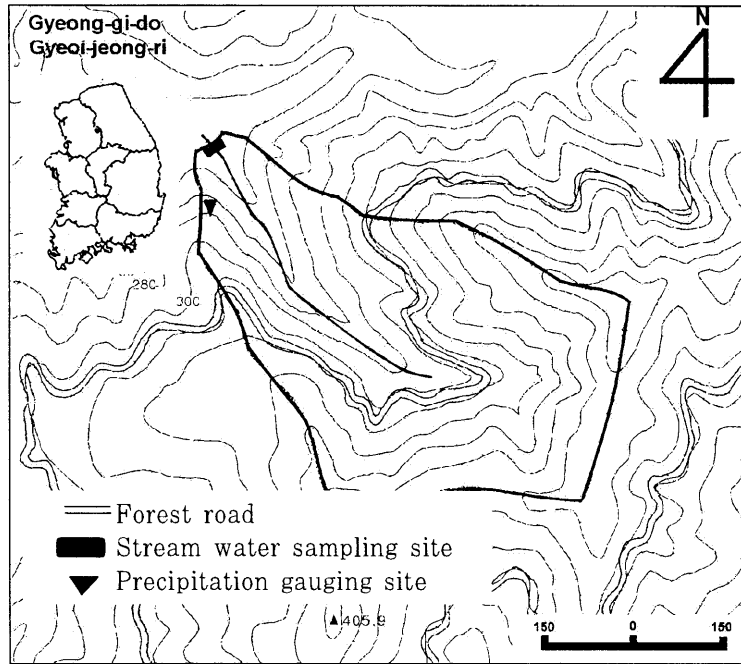 Gyeong-gi-do
Gyeoi-jeong-ri
N
280
300
Forest road
Stream water sampling site
Precipitation gauging site
▲405.9
150 0 150